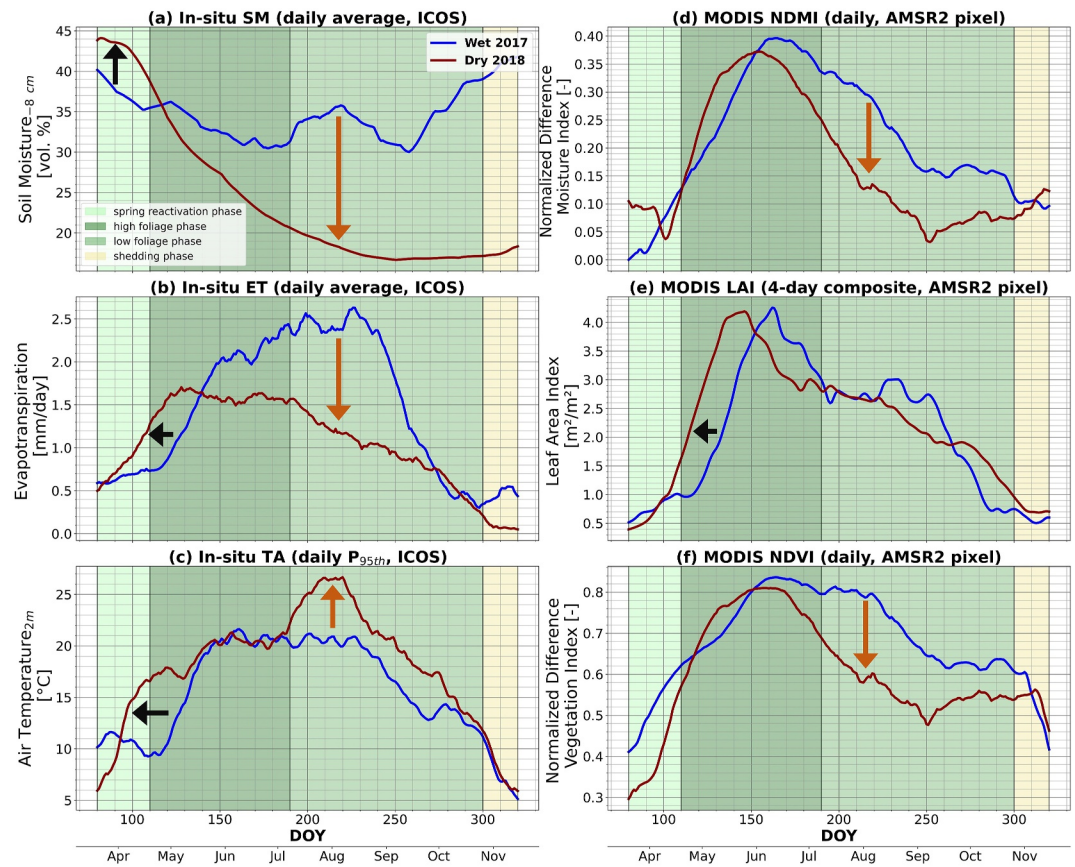 (a) In-situ SM (daily average, ICOS)
Soil Moisture₋₈ cm
[vol. %]
45
40
35
30
25
20
Wet 2017
Dry 2018
spring reactivation phase
high foliage phase
low foliage phase
shedding phase
(b) In-situ ET (daily average, ICOS)
Evapotranspiration
[mm/day]
2.5
2.0
1.5
1.0
0.5
0.0
(c) In-situ TA (daily P95th, ICOS)
Air Temperature2m
[°C]
25
20
15
10
5
100 150 200 250 300
DOY
Apr May Jun Jul Aug Sep Oct Nov
(d) MODIS NDMI (daily, AMSR2 pixel)
Normalized Difference
Moisture Index [-]
0.40
0.35
0.30
0.25
0.20
0.15
0.10
0.05
0.00
(e) MODIS LAI (4-day composite, AMSR2 pixel)
Leaf Area Index
[m²/m²]
4.0
3.5
3.0
2.5
2.0
1.5
1.0
0.5
(f) MODIS NDVI (daily, AMSR2 pixel)
Normalized Difference
Vegetation Index [-]
0.8
0.7
0.6
0.5
0.4
0.3
100 150 200 250 300
DOY
Apr May Jun Jul Aug Sep Oct Nov